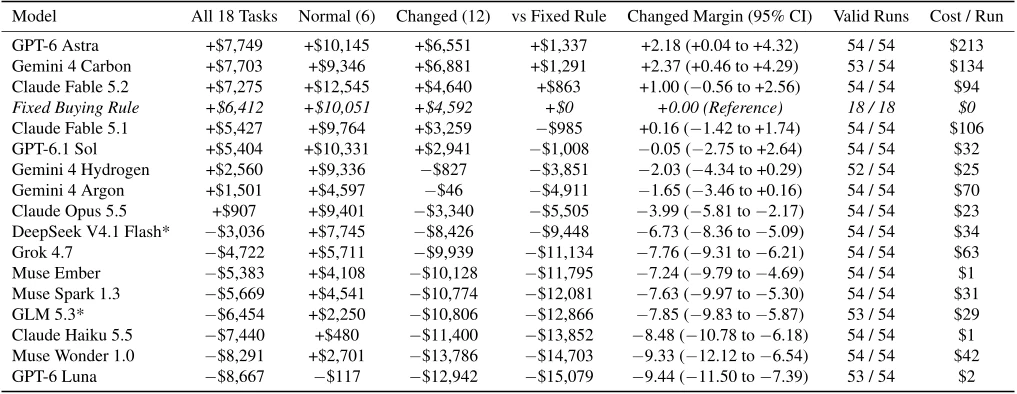 Model All 18 Tasks Normal (6) Changed (12) vs Fixed Rule Changed Margin (95% CI) Valid Runs Cost / Run
GPT-6 Astra +$7,749 +$10,145 +$6,551 +$1,337 +2.18 (+0.04 to +4.32) 54 / 54 $213
Gemini 4 Carbon +$7,703 +$9,346 +$6,881 +$1,291 +2.37 (+0.46 to +4.29) 53 / 54 $134
Claude Fable 5.2 +$7,275 +$12,545 +$4,640 +$863 +1.00 (−0.56 to +2.56) 54 / 54 $94
Fixed Buying Rule +$6,412 +$10,051 +$4,592 +$0 +0.00 (Reference) 18 / 18 $0
Claude Fable 5.1 +$5,427 +$9,764 +$3,259 −$985 +0.16 (−1.42 to +1.74) 54 / 54 $106
GPT-6.1 Sol +$5,404 +$10,331 +$2,941 −$1,008 -0.05 (−2.75 to +2.64) 54 / 54 $32
Gemini 4 Hydrogen +$2,560 +$9,336 −$827 −$3,851 −2.03 (−4.34 to +0.29) 52 / 54 $25
Gemini 4 Argon +$1,501 +$4,597 −$46 −$4,911 −1.65 (−3.46 to +0.16) 54 / 54 $70
Claude Opus 5.5 +$907 +$9,401 −$3,340 −$5,505 −3.99 (−5.81 to −2.17) 54 / 54 $23
DeepSeek V4.1 Flash* −$3,036 +$7,745 −$8,426 −$9,448 −6.73 (−8.36 to −5.09) 54 / 54 $34
Grok 4.7 −$4,722 +$5,711 −$9,939 −$11,134 −7.76 (−9.31 to −6.21) 54 / 54 $63
Muse Ember −$5,383 +$4,108 −$10,128 −$11,795 −7.24 (−9.79 to −4.69) 54 / 54 $1
Muse Spark 1.3 −$5,669 +$4,541 −$10,774 −$12,081 −7.63 (−9.97 to −5.30) 54 / 54 $31
GLM 5.3* −$6,454 +$2,250 −$10,806 −$12,866 −7.85 (−9.83 to −5.87) 53 / 54 $29
Claude Haiku 5.5 −$7,440 +$480 −$11,400 −$13,852 −8.48 (−10.78 to −6.18) 54 / 54 $1
Muse Wonder 1.0 −$8,291 +$2,701 −$13,786 −$14,703 −9.33 (−12.12 to −6.54) 54 / 54 $42
GPT-6 Luna −$8,667 −$117 −$12,942 −$15,079 −9.44 (−11.50 to −7.39) 53 / 54 $2